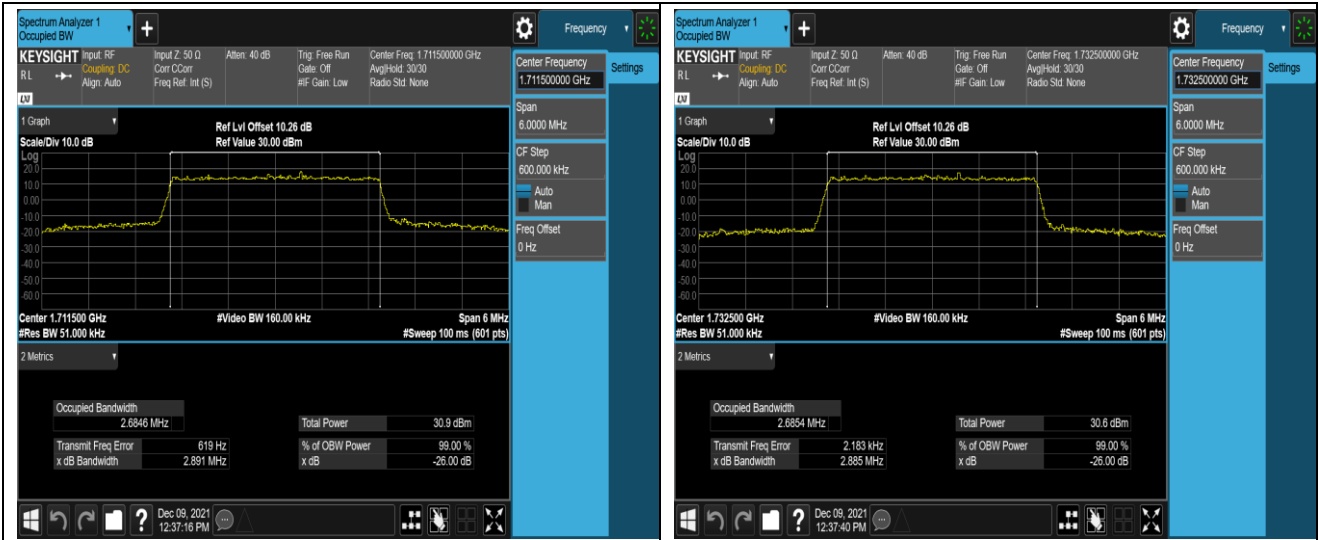 Spectrum Analyzer 1
Occupied BW
+
Frequency
KEYSIGHT Input: RF Input Z: 50 Ω Atten: 40 dB Trig: Free Run Center Freq: 1.711500000 GHz
RL Coupling: DC Corr CCorr Gate: Off Avg|Hold: 30/30
Align: Auto Freq Ref: Int (S) #IF Gain: Low Radio Std: None
LXI
Center Frequency
1.711500000 GHz
Settings
Span
6.0000 MHz
CF Step
600.000 kHz
Auto
Man
Freq Offset
0 Hz
1 Graph
Ref Lvl Offset 10.26 dB
Scale/Div 10.0 dB Ref Value 30.00 dBm
Log
20.0
10.0
0.00
-10.0
-20.0
-30.0
-40.0
-50.0
-60.0
Center 1.711500 GHz #Video BW 160.00 kHz Span 6 MHz
#Res BW 51.000 kHz #Sweep 100 ms (601 pts)
2 Metrics
Occupied Bandwidth
2.6846 MHz Total Power 30.9 dBm
Transmit Freq Error 619 Hz % of OBW Power 99.00 %
x dB Bandwidth 2.891 MHz x dB -26.00 dB
? Dec 09, 2021
12:37:16 PM
Spectrum Analyzer 1
Occupied BW
+
Frequency
KEYSIGHT Input: RF Input Z: 50 Ω Atten: 40 dB Trig: Free Run Center Freq: 1.732500000 GHz
RL Coupling: DC Corr CCorr Gate: Off Avg|Hold: 30/30
Align: Auto Freq Ref: Int (S) #IF Gain: Low Radio Std: None
LXI
Center Frequency
1.732500000 GHz
Settings
Span
6.0000 MHz
CF Step
600.000 kHz
Auto
Man
Freq Offset
0 Hz
1 Graph
Ref Lvl Offset 10.26 dB
Scale/Div 10.0 dB Ref Value 30.00 dBm
Log
20.0
10.0
0.00
-10.0
-20.0
-30.0
-40.0
-50.0
-60.0
Center 1.732500 GHz #Video BW 160.00 kHz Span 6 MHz
#Res BW 51.000 kHz #Sweep 100 ms (601 pts)
2 Metrics
Occupied Bandwidth
2.6854 MHz Total Power 30.6 dBm
Transmit Freq Error 2.183 kHz % of OBW Power 99.00 %
x dB Bandwidth 2.885 MHz x dB -26.00 dB
? Dec 09, 2021
12:37:40 PM